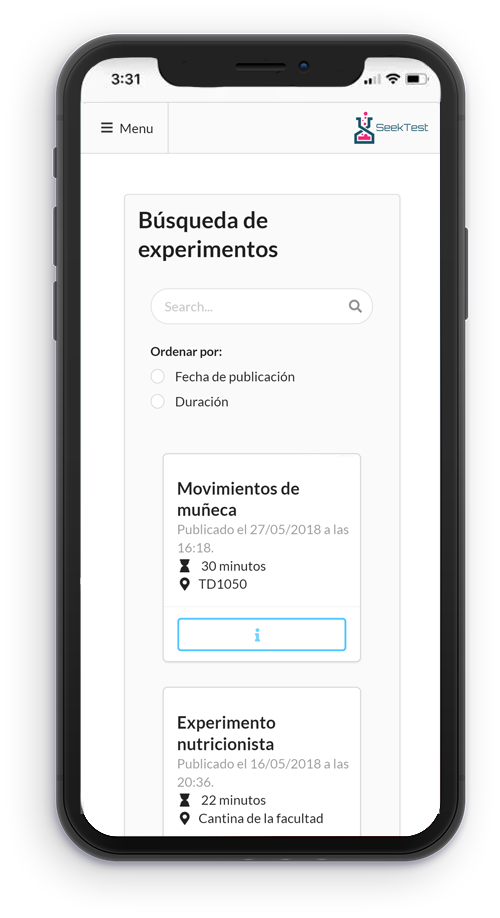 3:31
Menu
SeekTest
Búsqueda de
experimentos
Search...
Ordenar por:
Fecha de publicación
Duración
Movimientos de
muñeca
Publicado el 27/05/2018 a las
16:18.
30 minutos
TD1050
Experimento
nutricionista
Publicado el 16/05/2018 a las
20:36.
22 minutos
Cantina de la facultad